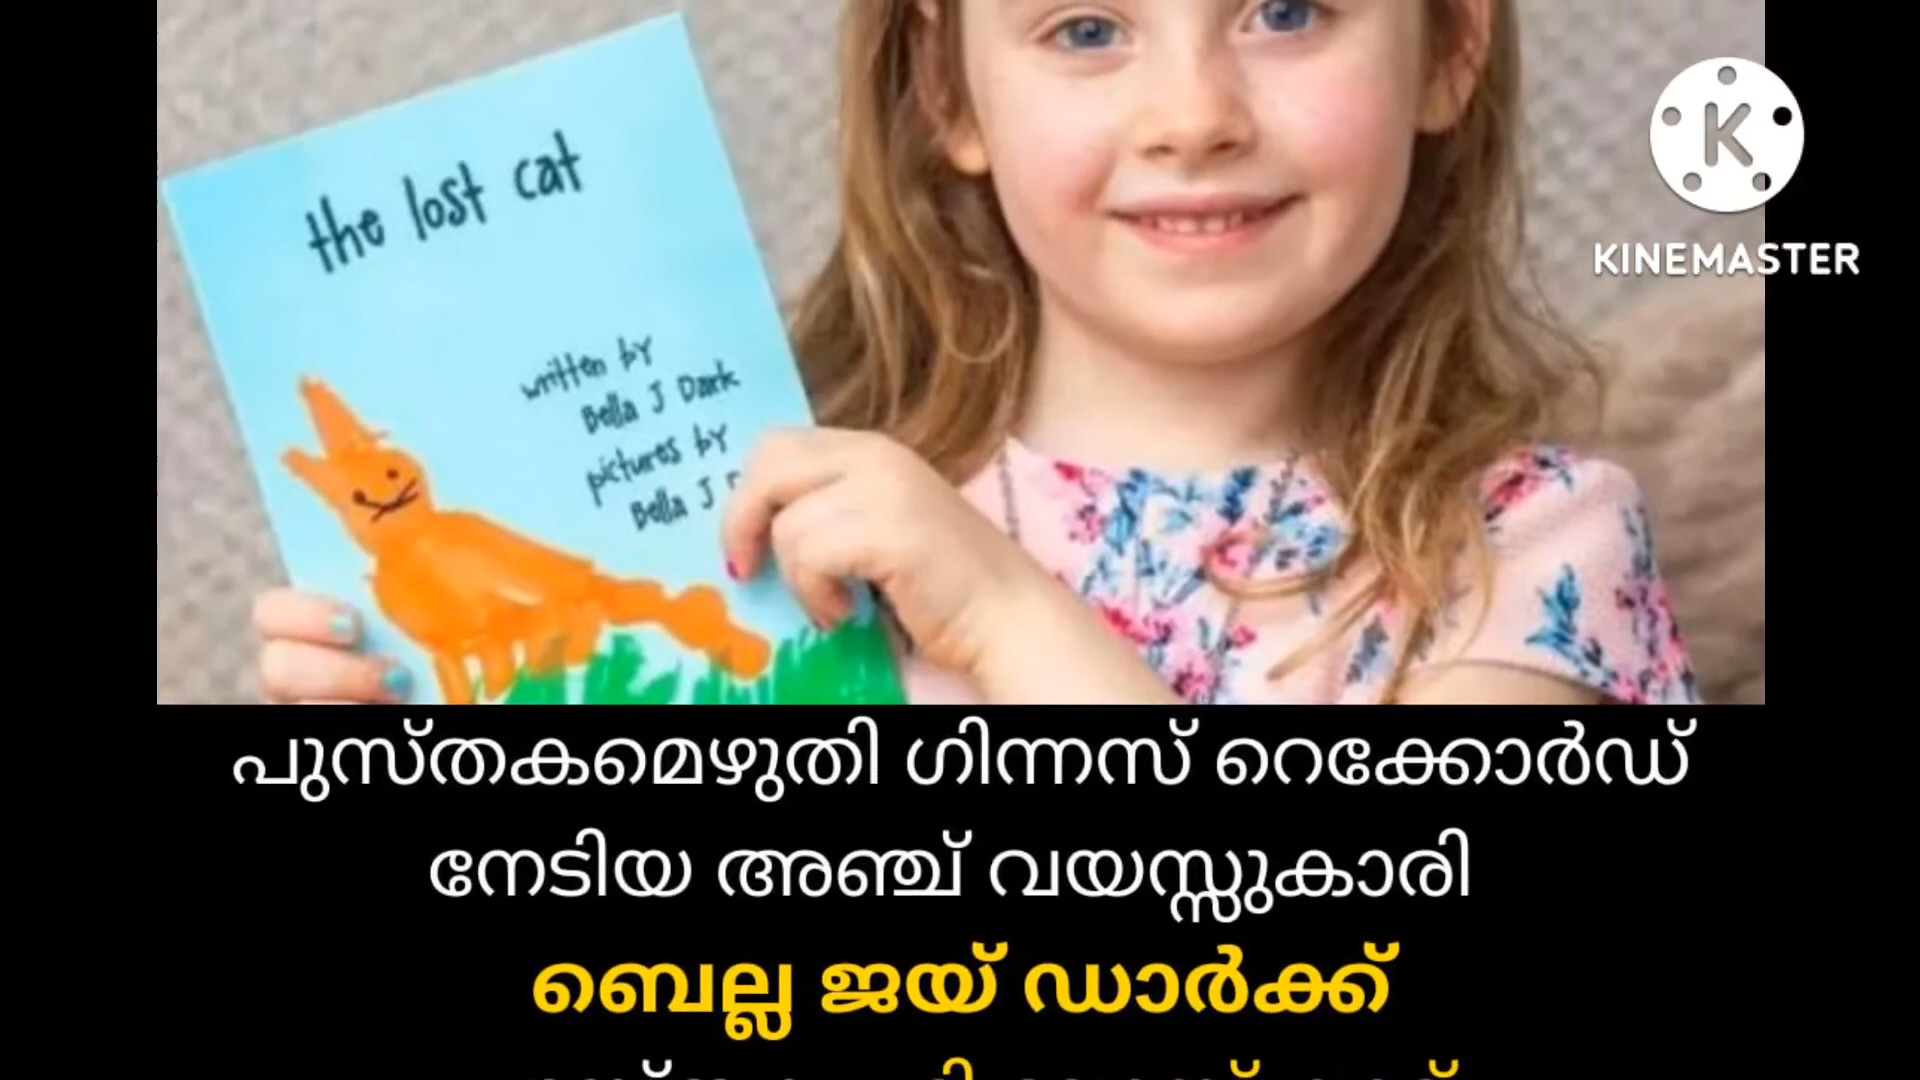 the lost cat
written by
Bella J Dark
pictures by
Bella J
K
KINEMASTER
പുസ്തകമെഴുതി ഗിന്നസ് റെക്കോർഡ്
നേടിയ അഞ്ച് വയസ്സുകാരി
ബെല്ല ജയ് ഡാർക്ക്